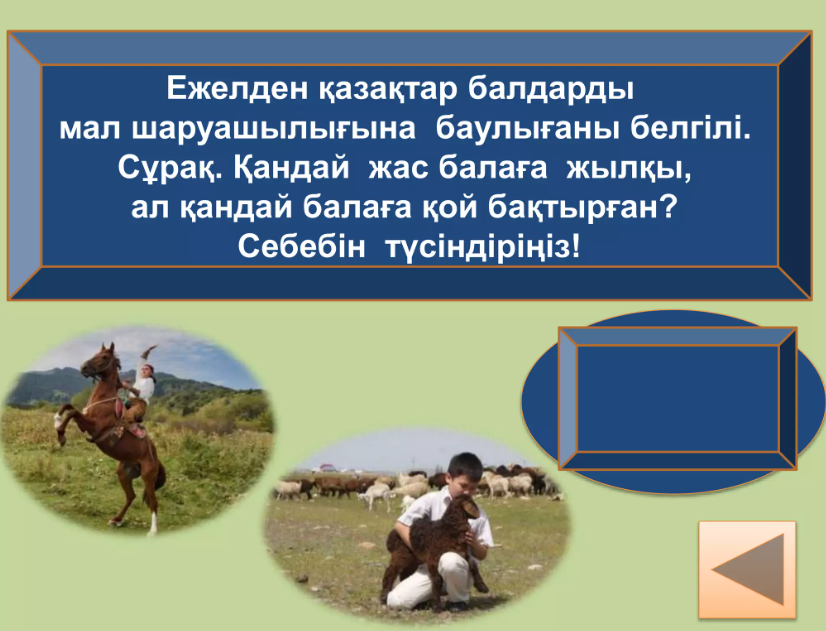 Ежелден қазақтар балдарды
мал шаруашылығына баулығаны белгілі.
Сұрақ. Қандай жас балаға жылқы,
ал қандай балаға қой бақтырған?
Себебін түсіндіріңіз!